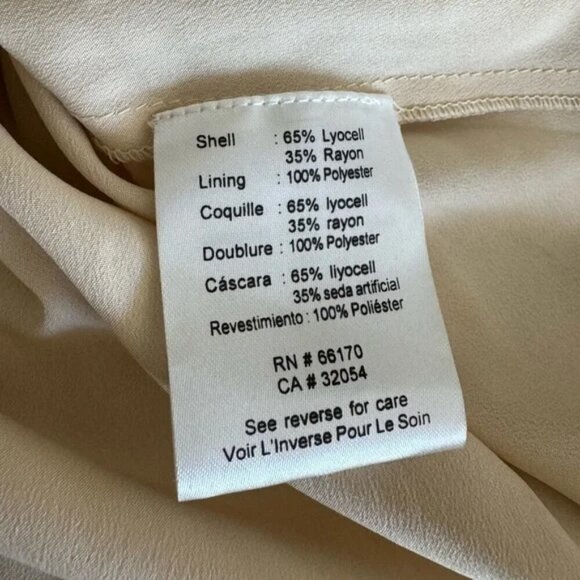 Shell : 65% Lyocell
35% Rayon
Lining : 100% Polyester
Coquille : 65% lyocell
35% rayon
Doublure : 100% Polyester
Cáscara : 65% liyocell
35% seda artificial
Revestimiento : 100% Poliéster
RN # 66170
CA # 32054
See reverse for care
Voir L'Inverse Pour Le Soin